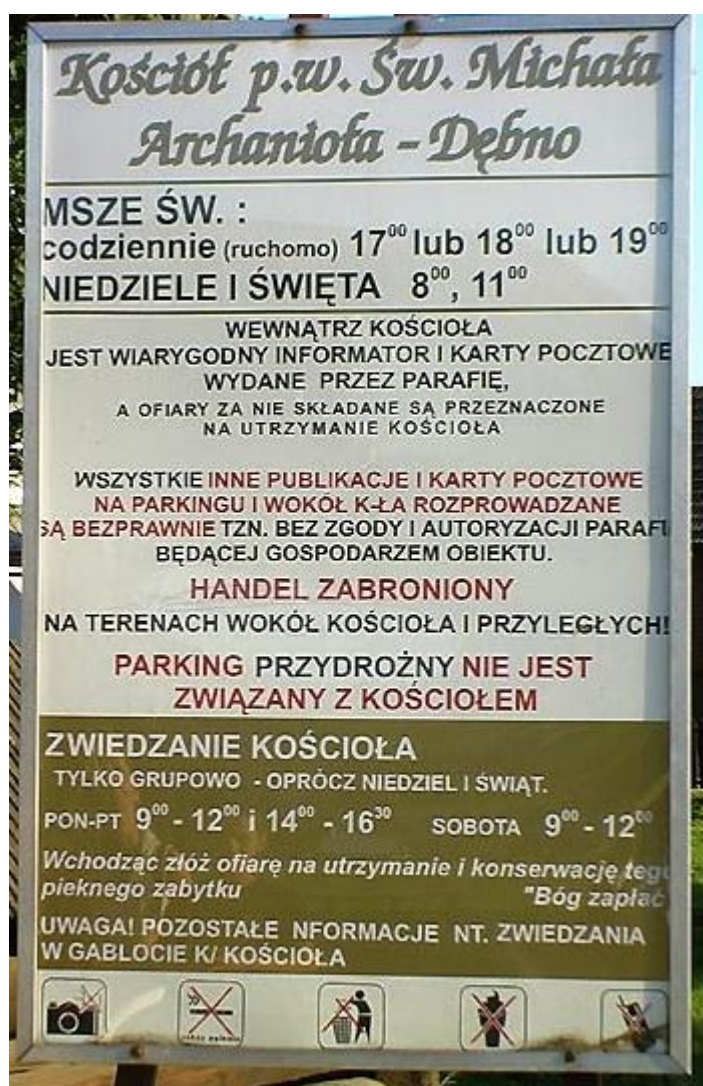 Kościół p.w. Św. Michała
Archanioła - Dębno
MSZE ŚW. :
codziennie (ruchomo) 17⁰⁰ lub 18⁰⁰ lub 19⁰⁰
NIEDZIELE I ŚWIĘTA 8⁰⁰, 11⁰⁰
WEWNĄTRZ KOŚCIOŁA
JEST WIARYGODNY INFORMATOR I KARTY POCZTOWE
WYDANE PRZEZ PARAFIĘ,
A OFIARY ZA NIE SKŁADANE SĄ PRZEZNACZONE
NA UTRZYMANIE KOŚCIOŁA
WSZYSTKIE INNE PUBLIKACJE I KARTY POCZTOWE
NA PARKINGU I WOKÓŁ K-ŁA ROZPROWADZANE
SĄ BEZPRAWNIE TZN. BEZ ZGODY I AUTORYZACJI PARAFI
BĘDĄCEJ GOSPODARZEM OBIEKTU.
HANDEL ZABRONIONY
NA TERENACH WOKÓŁ KOŚCIOŁA I PRZYLEGŁYCH!
PARKING PRZYDROŻNY NIE JEST
ZWIĄZANY Z KOŚCIOŁEM
ZWIEDZANIE KOŚCIOŁA
TYLKO GRUPOWO - OPRÓCZ NIEDZIEL I ŚWIĄT.
PON-PT 9⁰⁰ - 12⁰⁰ i 14⁰⁰ - 16³⁰ SOBOTA 9⁰⁰ - 12⁰⁰
Wchodząc złóż ofiarę na utrzymanie i konserwację tego
pieknego zabytku "Bóg zapłać
UWAGA! POZOSTAŁE NFORMACJE NT. ZWIEDZANIA
W GABLOCIE K/ KOŚCIOŁA